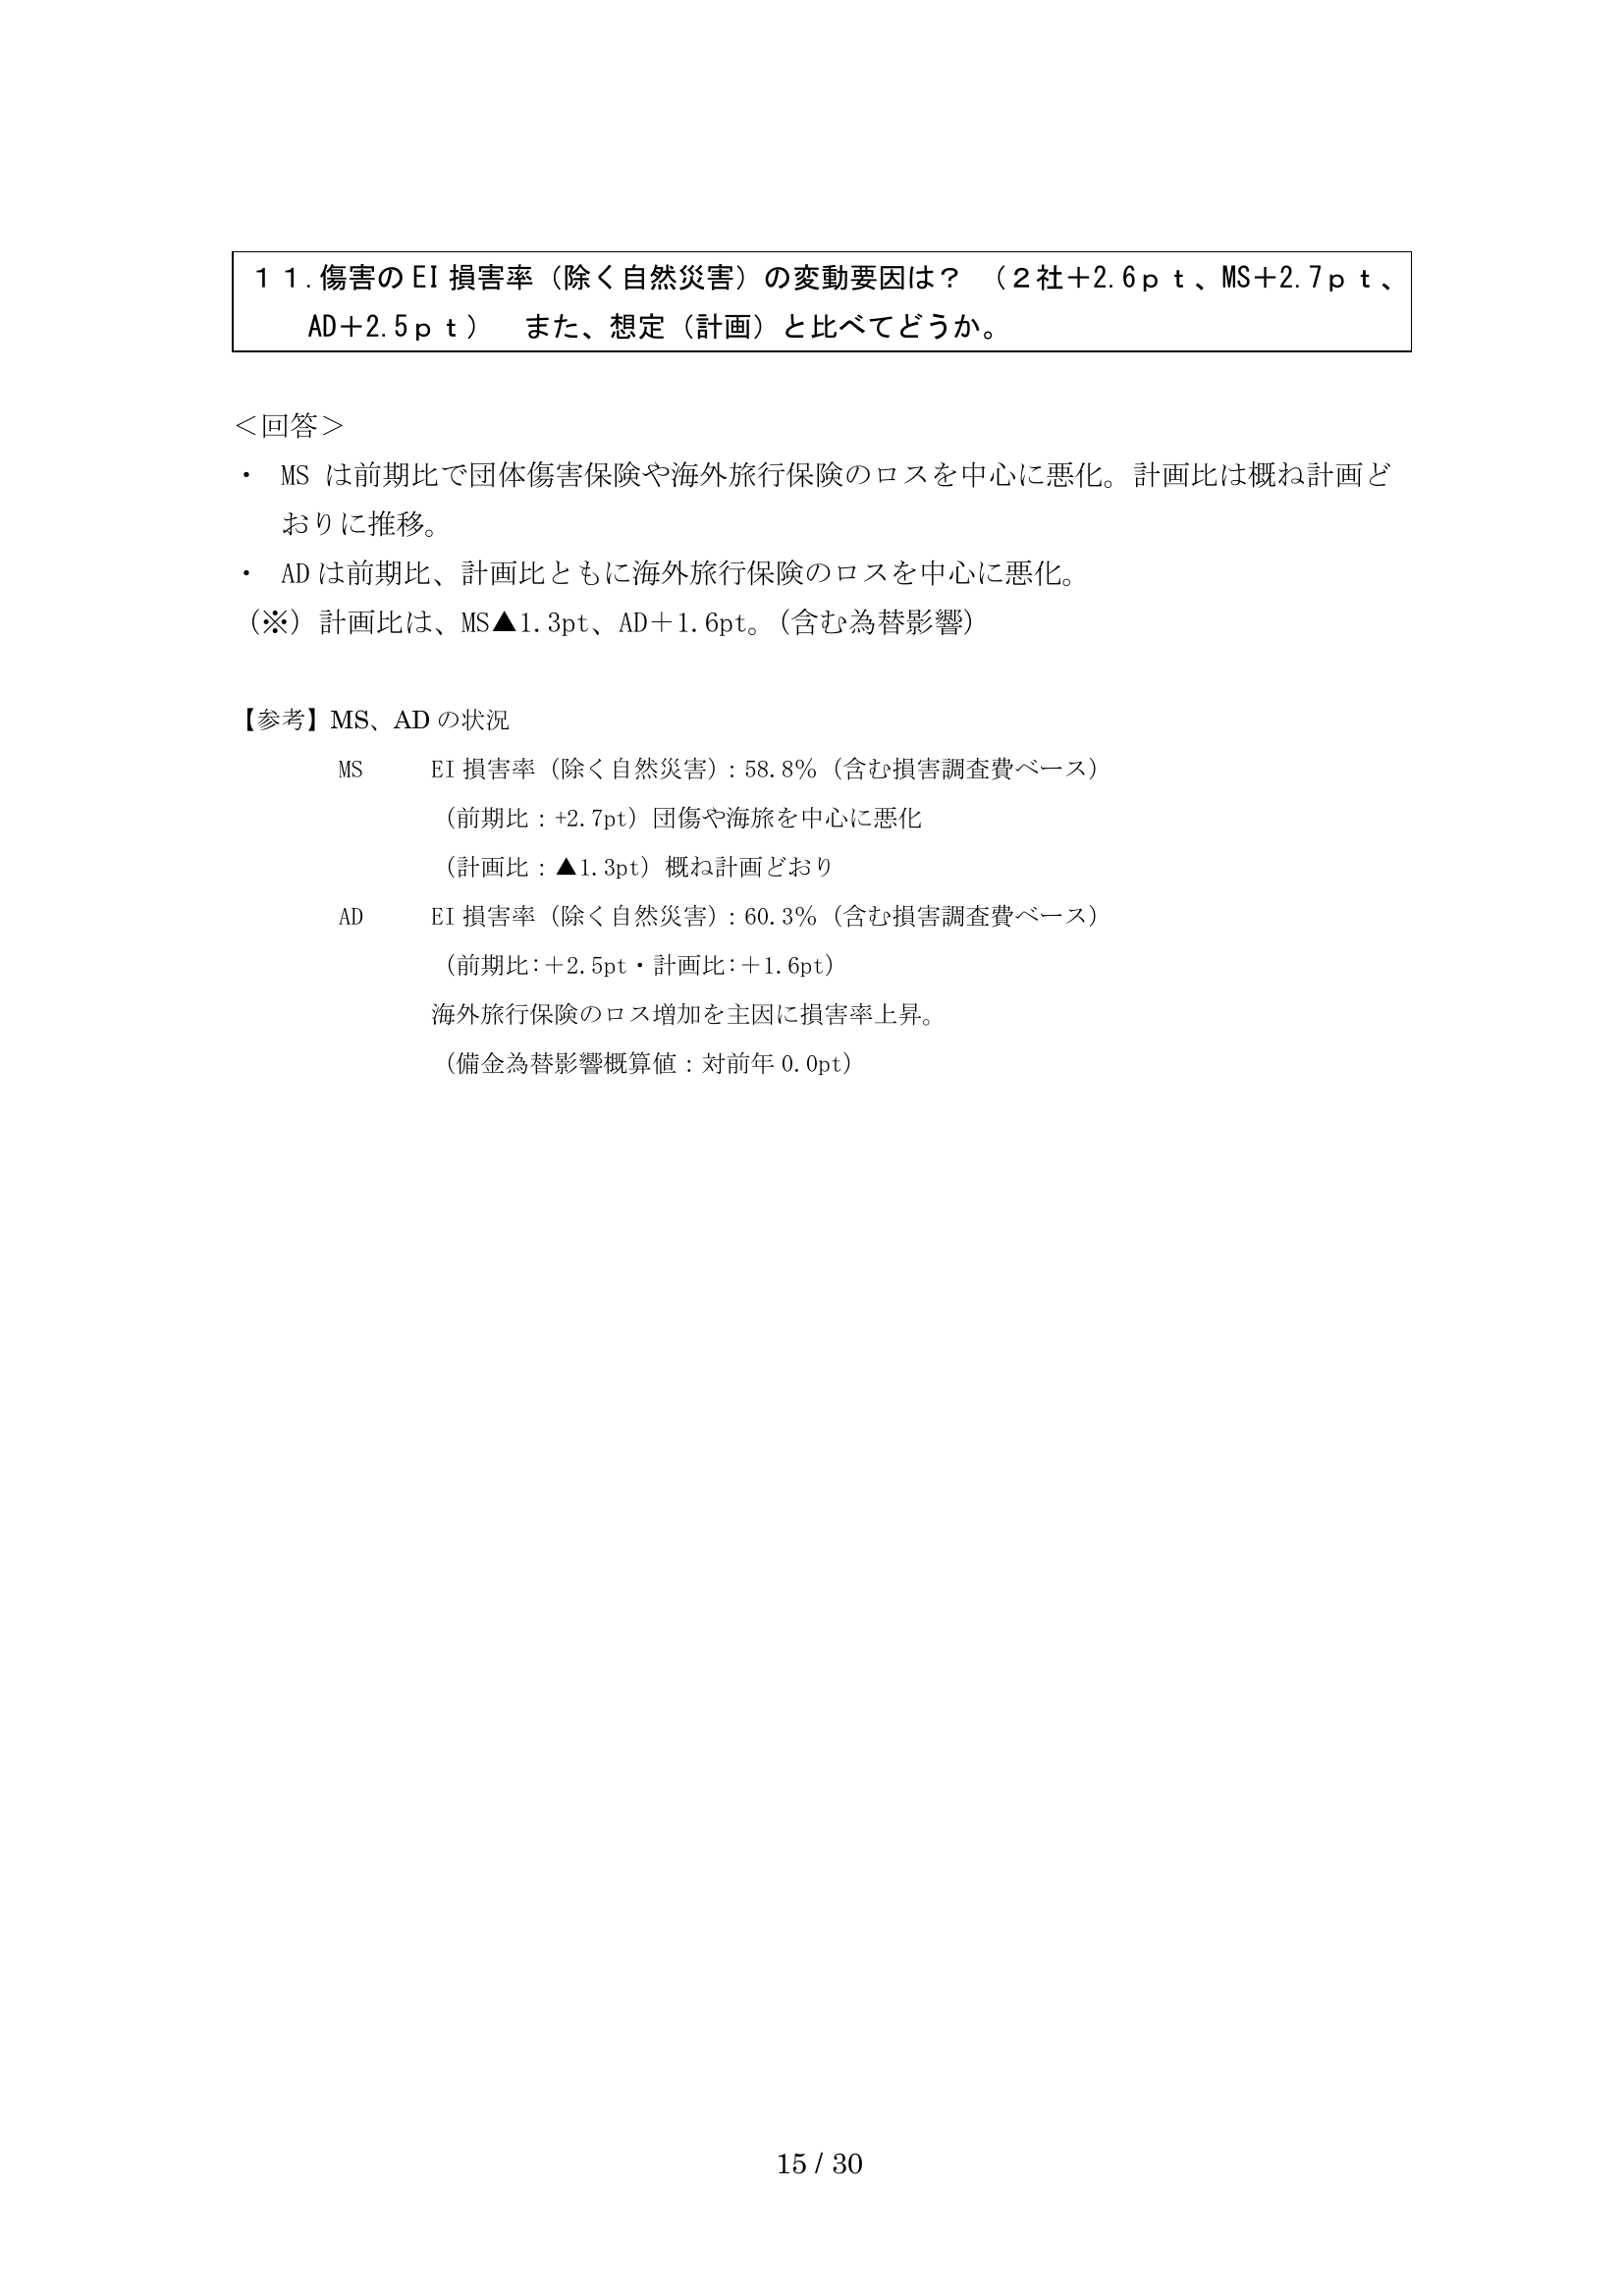 １１.傷害の EI 損害率（除く自然災害）の変動要因は？　（２社＋2.6ｐｔ、MS＋2.7ｐｔ、
AD＋2.5ｐｔ）　また、想定（計画）と比べてどうか。
＜回答＞
・ MS は前期比で団体傷害保険や海外旅行保険のロスを中心に悪化。計画比は概ね計画ど
おりに推移。
・ AD は前期比、計画比ともに海外旅行保険のロスを中心に悪化。
（※）計画比は、MS▲1.3pt、AD＋1.6pt。（含む為替影響）
【参考】MS、AD の状況
MS　EI 損害率（除く自然災害）：58.8％（含む損害調査費ベース）
（前期比：+2.7pt）団傷や海旅を中心に悪化
（計画比：▲1.3pt）概ね計画どおり
AD　EI 損害率（除く自然災害）：60.3％（含む損害調査費ベース）
（前期比：＋2.5pt・計画比：＋1.6pt）
海外旅行保険のロス増加を主因に損害率上昇。
（備金為替影響概算値：対前年 0.0pt）
15 / 30